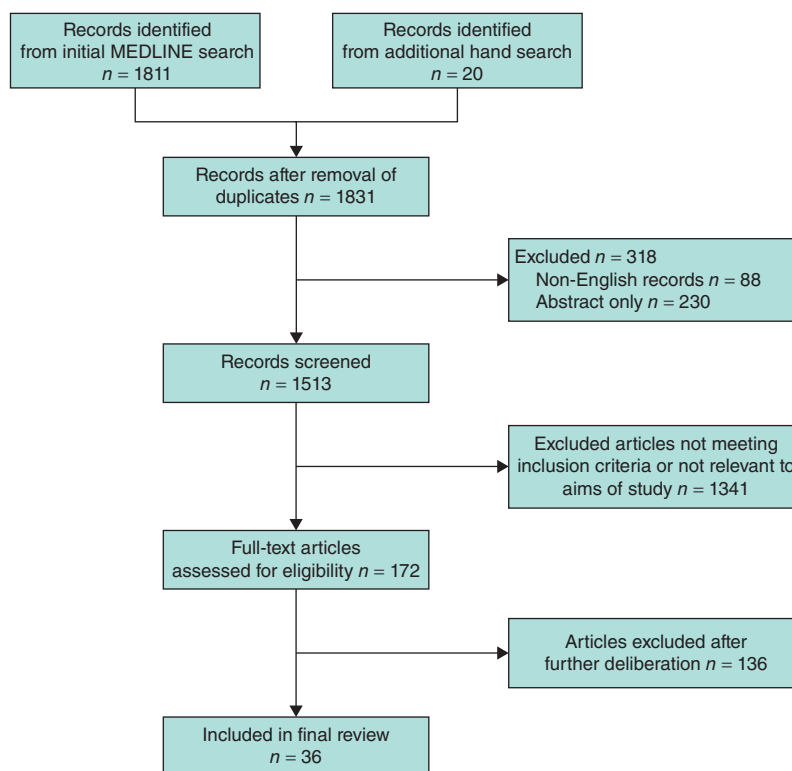 Records identified
from initial MEDLINE search
n = 1811
Records identified
from additional hand search
n = 20
Records after removal of
duplicates n = 1831
Excluded n = 318
Non-English records n = 88
Abstract only n = 230
Records screened
n = 1513
Excluded articles not meeting
inclusion criteria or not relevant to
aims of study n = 1341
Full-text articles
assessed for eligibility n = 172
Articles excluded after
further deliberation n = 136
Included in final review
n = 36